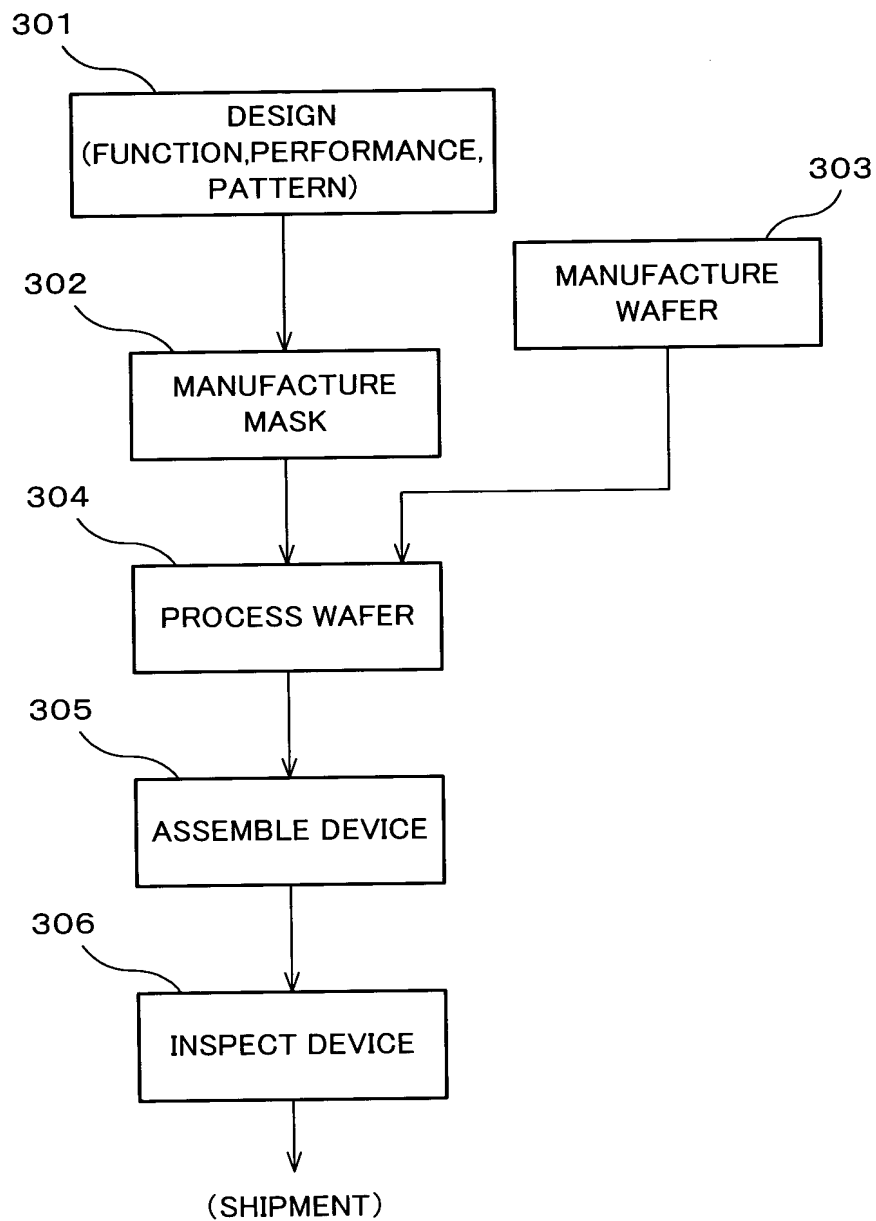 301
DESIGN
(FUNCTION,PERFORMANCE,
PATTERN)
303
MANUFACTURE
WAFER
302
MANUFACTURE
MASK
304
PROCESS WAFER
305
ASSEMBLE DEVICE
306
INSPECT DEVICE
(SHIPMENT)